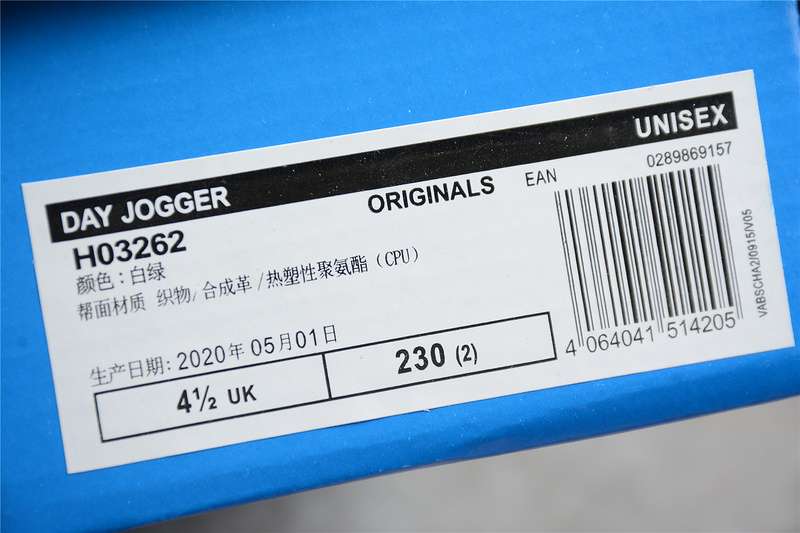 DAY JOGGER
UNISEX
H03262
ORIGINALS
EAN
0289869157
颜色：白绿
帮面材质 织物/合成革/热塑性聚氨酯（CPU）
生产日期: 2020年 05月 01日
4½ UK
230 (2)
4 064041 514205
VABSCHA2/0915/V05